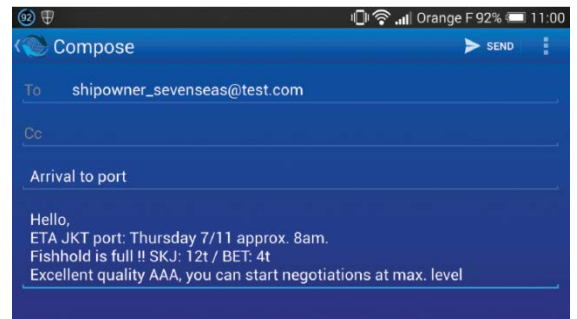 92 Orange F 92% 11:00
Compose SEND
To shipowner_sevenseas@test.com
Cc
Arrival to port
Hello,
ETA JKT port: Thursday 7/11 approx. 8am.
Fishhold is full !! SKJ: 12t / BET: 4t
Excellent quality AAA, you can start negotiations at max. level